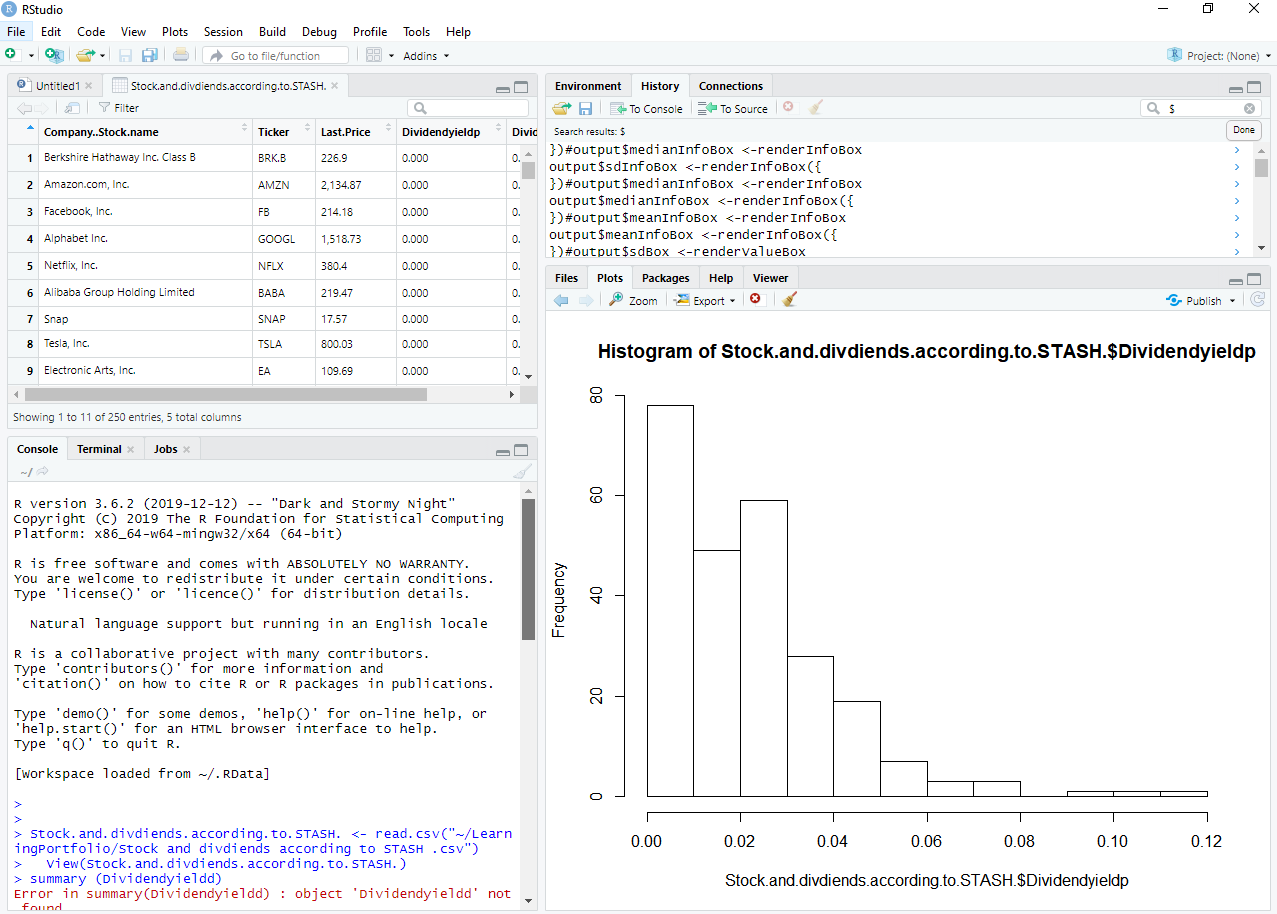 RStudio
File Edit Code View Plots Session Build Debug Profile Tools Help
Go to file/function Addins Project: (None)
Untitled1 Stock.and.divdiends.according.to.STASH.
Filter
Company..Stock.name Ticker Last.Price Dividendyieldp Divid
1 Berkshire Hathaway Inc. Class B BRK.B 226.9 0.000 0.
2 Amazon.com, Inc. AMZN 2,134.87 0.000 0.
3 Facebook, Inc. FB 214.18 0.000 0.
4 Alphabet Inc. GOOGL 1,518.73 0.000 0.
5 Netflix, Inc. NFLX 380.4 0.000 0.
6 Alibaba Group Holding Limited BABA 219.47 0.000 0.
7 Snap SNAP 17.57 0.000 0.
8 Tesla, Inc. TSLA 800.03 0.000 0.
9 Electronic Arts, Inc. EA 109.69 0.000 0.
Showing 1 to 11 of 250 entries, 5 total columns
Console Terminal Jobs
~/
R version 3.6.2 (2019-12-12) -- "Dark and Stormy Night"
Copyright (C) 2019 The R Foundation for Statistical Computing
Platform: x86_64-w64-mingw32/x64 (64-bit)
R is free software and comes with ABSOLUTELY NO WARRANTY.
You are welcome to redistribute it under certain conditions.
Type 'license()' or 'licence()' for distribution details.
Natural language support but running in an English locale
R is a collaborative project with many contributors.
Type 'contributors()' for more information and
'citation()' on how to cite R or R packages in publications.
Type 'demo()' for some demos, 'help()' for on-line help, or
'help.start()' for an HTML browser interface to help.
Type 'q()' to quit R.
[Workspace loaded from ~/.RData]
>
>
> Stock.and.divdiends.according.to.STASH. <- read.csv("~/Lear
ningPortfolio/Stock and divdiends according to STASH .csv")
> View(Stock.and.divdiends.according.to.STASH.)
> summary (Dividendyieldd)
Error in summary(Dividendyieldd) : object 'Dividendyieldd' not
found
Environment History Connections
To Console To Source $
Search results: $ Done
})#output$medianInfoBox <-renderInfoBox
output$sdInfoBox <-renderInfoBox({
})#output$medianInfoBox <-renderInfoBox
output$medianInfoBox <-renderInfoBox({
})#output$meanInfoBox <-renderInfoBox
output$meanInfoBox <-renderInfoBox({
})#output$sdBox <-renderValueBox
Files Plots Packages Help Viewer
Zoom Export Publish
Histogram of Stock.and.divdiends.according.to.STASH.$Dividendyieldp
Frequency
80
60
40
20
0
0.00 0.02 0.04 0.06 0.08 0.10 0.12
Stock.and.divdiends.according.to.STASH.$Dividendyieldp